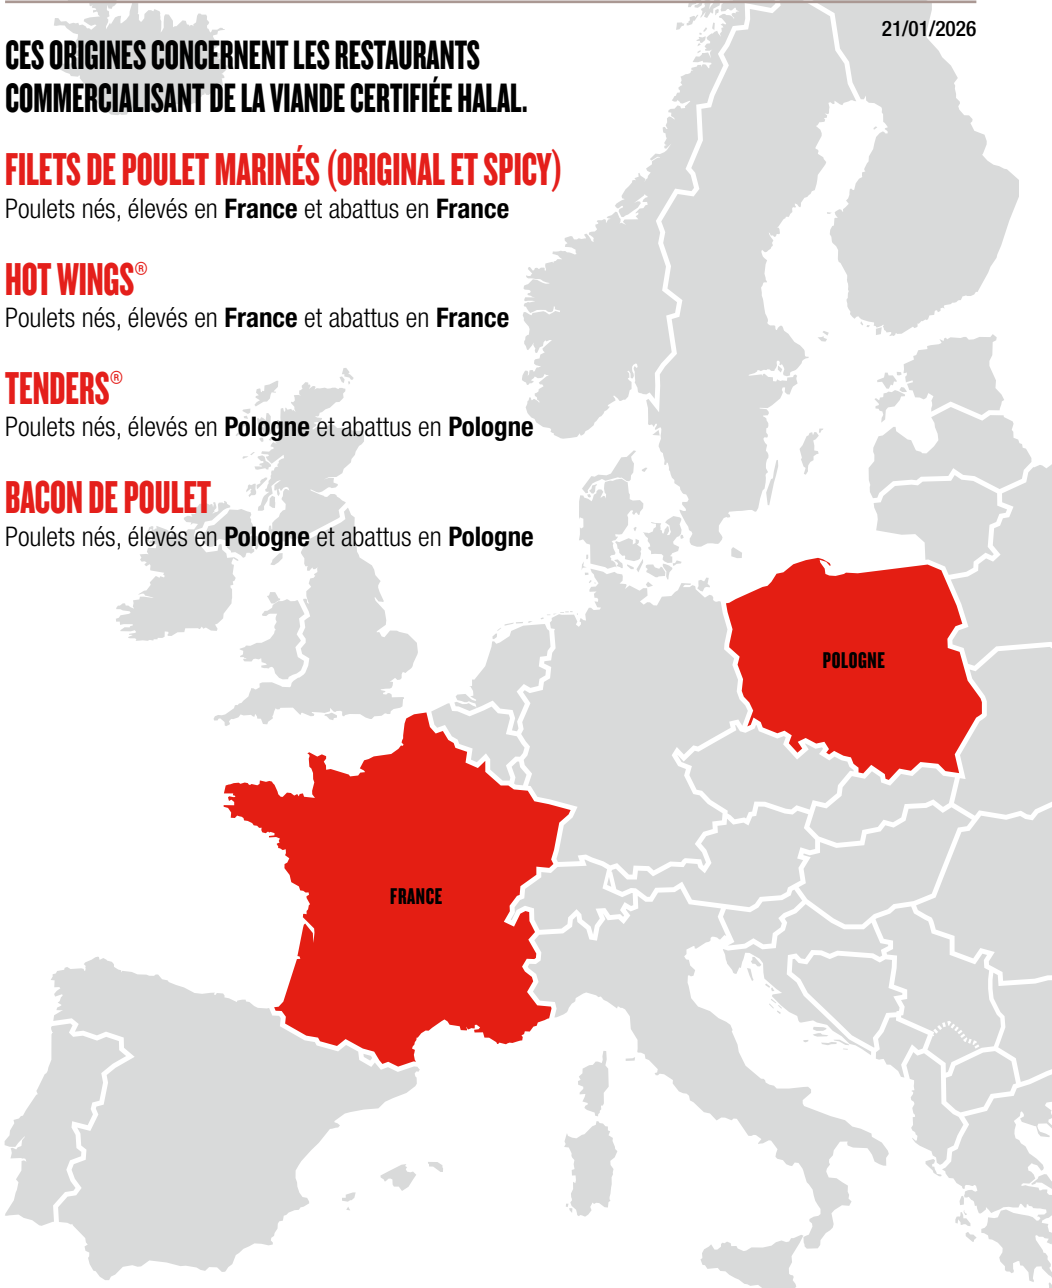 21/01/2026
CES ORIGINES CONCERNENT LES RESTAURANTS
COMMERCIALISANT DE LA VIANDE CERTIFIÉE HALAL.
FILETS DE POULET MARINÉS (ORIGINAL ET SPICY)
Poulets nés, élevés en France et abattus en France
HOT WINGS®
Poulets nés, élevés en France et abattus en France
TENDERS®
Poulets nés, élevés en Pologne et abattus en Pologne
BACON DE POULET
Poulets nés, élevés en Pologne et abattus en Pologne
POLOGNE
FRANCE